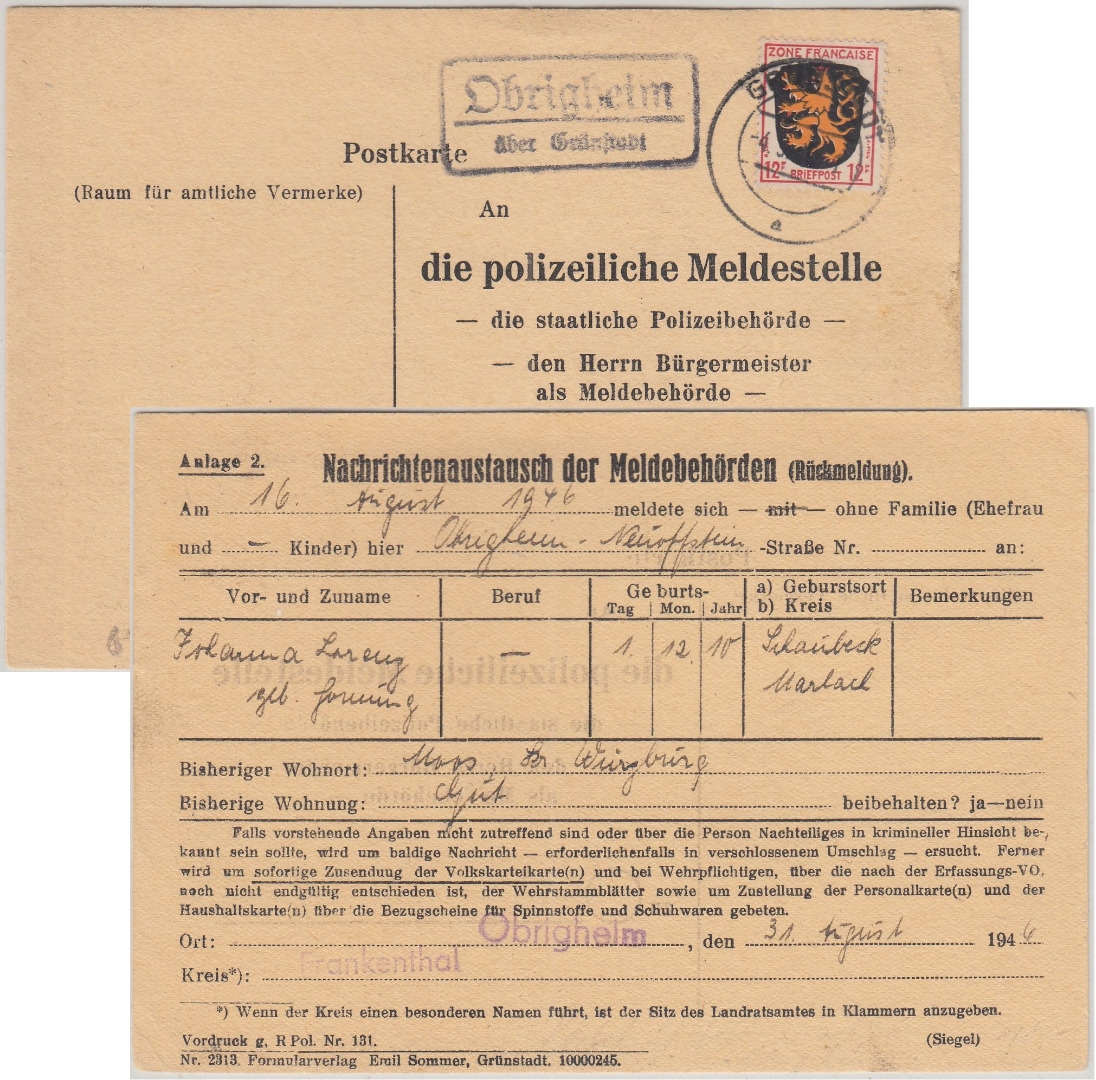 Obrigheim
über Grünstadt
ZONE FRANÇAISE
12F BRIEFPOST 12F
a
Postkarte
(Raum für amtliche Vermerke)
An
die polizeiliche Meldestelle
— die staatliche Polizeibehörde —
— den Herrn Bürgermeister
als Meldebehörde —
Anlage 2.
Nachrichtenaustausch der Meldebehörden (Rückmeldung).
Am 16. August 1946 meldete sich — mit — ohne Familie (Ehefrau
und — Kinder) hier Obrigheim - Neuoffstein -Straße Nr. an:
Vor- und Zuname Beruf Geburts- a) Geburtsort Bemerkungen
Tag Mon. Jahr b) Kreis
Johanna Lorenz — 1. 12. 10 Schaubeck
geb. Hornung Marbach
Bisheriger Wohnort: Moos, Kr. Würzburg
Bisherige Wohnung: Gut beibehalten? ja—nein
Falls vorstehende Angaben nicht zutreffend sind oder über die Person Nachteiliges in krimineller Hinsicht be-
kannt sein sollte, wird um baldige Nachricht — erforderlichenfalls in verschlossenem Umschlag — ersucht. Ferner
wird um sofortige Zusendung der Volkskarteikarte(n) und bei Wehrpflichtigen, über die nach der Erfassungs-VO.
noch nicht endgültig entschieden ist, der Wehrstammblätter sowie um Zustellung der Personalkarte(n) und der
Haushaltskarte(n) über die Bezugscheine für Spinnstoffe und Schuhwaren gebeten.
Ort: Obrigheim, den 31. August 1946
Kreis*): Frankenthal
*) Wenn der Kreis einen besonderen Namen führt, ist der Sitz des Landratsamtes in Klammern anzugeben.
Vordruck g, R Pol. Nr. 131. (Siegel)
Nr. 2313. Formularverlag Emil Sommer, Grünstadt. 10000245.